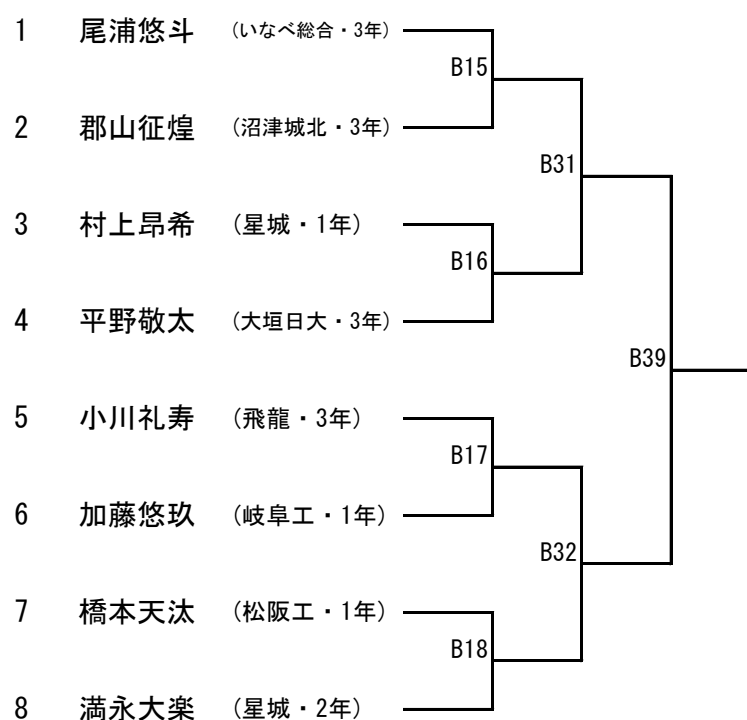 1 尾浦悠斗 (いなべ総合・3年)
B15
2 郡山征煌 (沼津城北・3年)
B31
3 村上昂希 (星城・1年)
B16
4 平野敬太 (大垣日大・3年)
B39
5 小川礼寿 (飛龍・3年)
B17
6 加藤悠玖 (岐阜工・1年)
B32
7 橋本天汰 (松阪工・1年)
B18
8 満永大楽 (星城・2年)